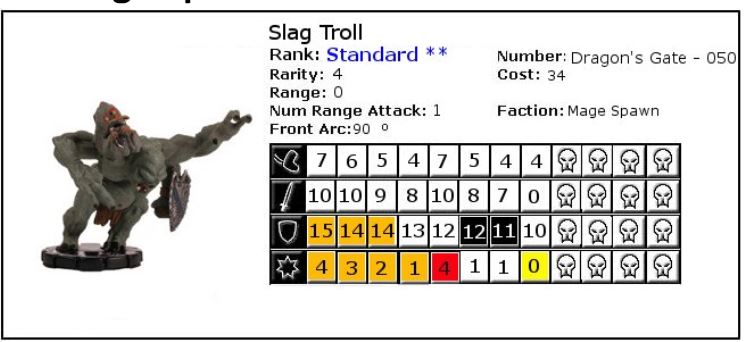 Slag Troll
Rank: Standard **
Number: Dragon's Gate - 050
Rarity: 4
Cost: 34
Range: 0
Num Range Attack: 1
Faction: Mage Spawn
Front Arc:90 º
7 6 5 4 7 5 4 4
10 10 9 8 10 8 7 0
15 14 14 13 12 12 11 10
4 3 2 1 4 1 1 0